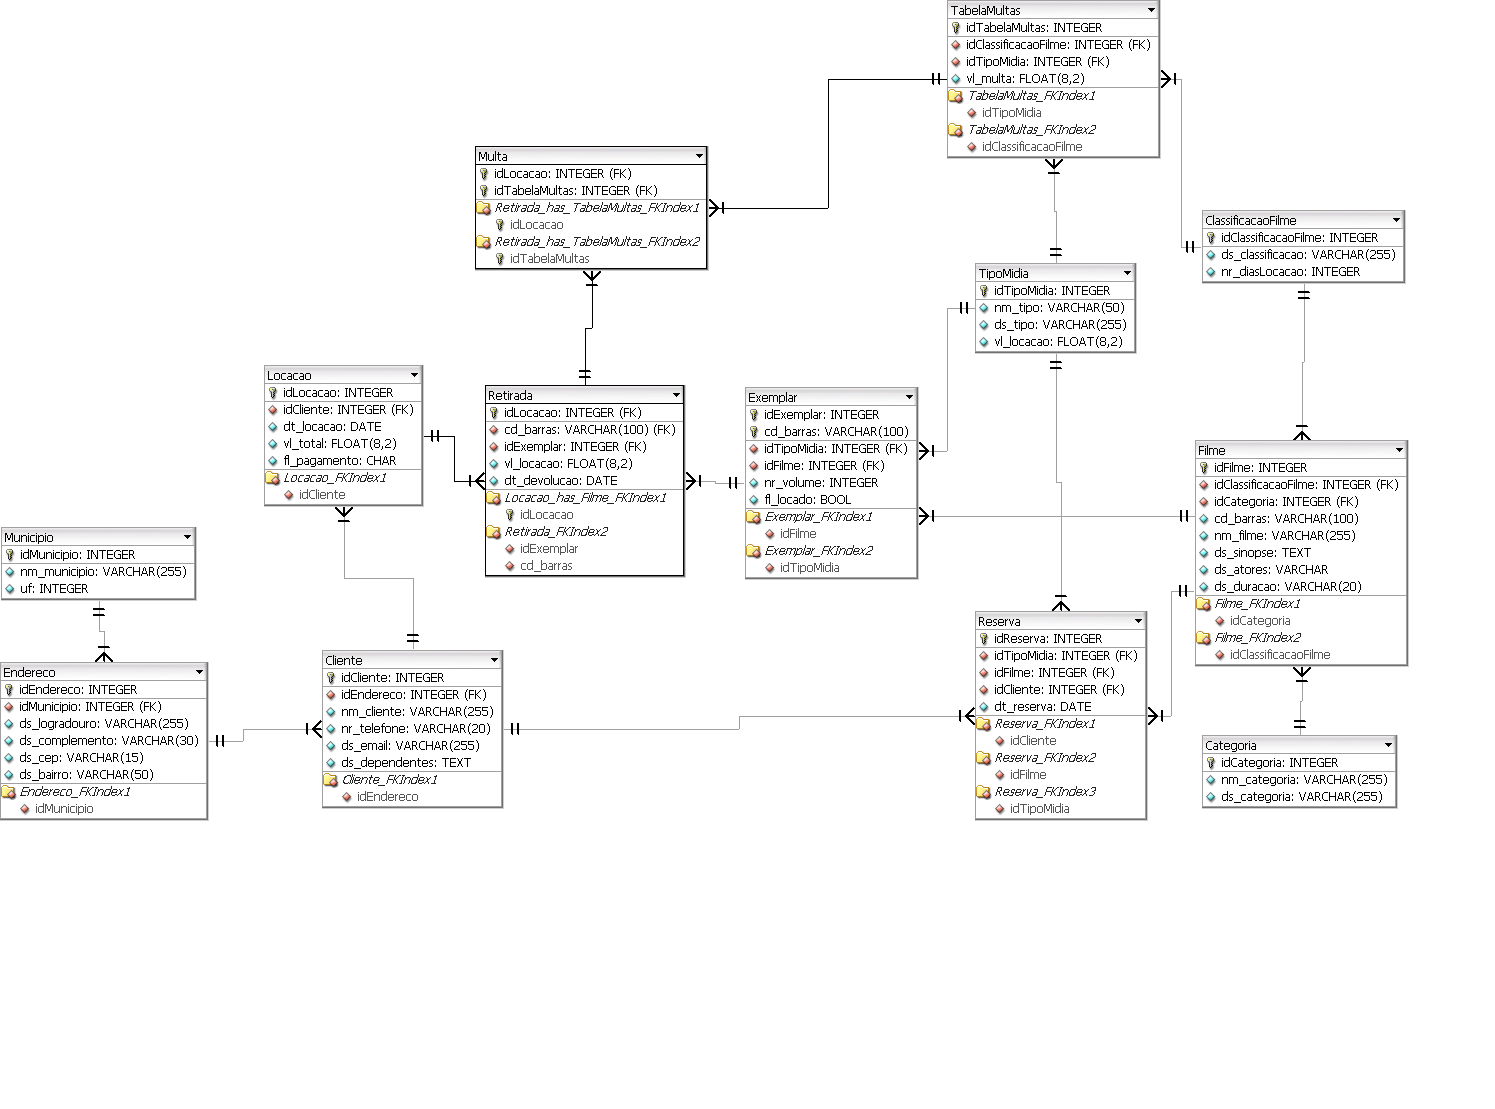 TabelaMultas
idTabelaMultas: INTEGER
idClassificacaoFilme: INTEGER (FK)
idTipoMidia: INTEGER (FK)
vl_multa: FLOAT(8,2)
TabelaMultas_FKIndex1
idTipoMidia
TabelaMultas_FKIndex2
idClassificacaoFilme
Multa
idLocacao: INTEGER (FK)
idTabelaMultas: INTEGER (FK)
Retirada_has_TabelaMultas_FKIndex1
idLocacao
Retirada_has_TabelaMultas_FKIndex2
idTabelaMultas
ClassificacaoFilme
idClassificacaoFilme: INTEGER
ds_classificacao: VARCHAR(255)
nr_diasLocacao: INTEGER
TipoMidia
idTipoMidia: INTEGER
nm_tipo: VARCHAR(50)
ds_tipo: VARCHAR(255)
vl_locacao: FLOAT(8,2)
Locacao
idLocacao: INTEGER
idCliente: INTEGER (FK)
dt_locacao: DATE
vl_total: FLOAT(8,2)
fl_pagamento: CHAR
Locacao_FKIndex1
idCliente
Retirada
idLocacao: INTEGER (FK)
cd_barras: VARCHAR(100) (FK)
idExemplar: INTEGER (FK)
vl_locacao: FLOAT(8,2)
dt_devolucao: DATE
Locacao_has_Filme_FKIndex1
idLocacao
Retirada_FKIndex2
idExemplar
cd_barras
Exemplar
idExemplar: INTEGER
cd_barras: VARCHAR(100)
idTipoMidia: INTEGER (FK)
idFilme: INTEGER (FK)
nr_volume: INTEGER
fl_locado: BOOL
Exemplar_FKIndex1
idFilme
Exemplar_FKIndex2
idTipoMidia
Filme
idFilme: INTEGER
idClassificacaoFilme: INTEGER (FK)
idCategoria: INTEGER (FK)
cd_barras: VARCHAR(100)
nm_filme: VARCHAR(255)
ds_sinopse: TEXT
ds_atores: VARCHAR
ds_duracao: VARCHAR(20)
Filme_FKIndex1
idCategoria
Filme_FKIndex2
idClassificacaoFilme
Municipio
idMunicipio: INTEGER
nm_municipio: VARCHAR(255)
uf: INTEGER
Endereco
idEndereco: INTEGER
idMunicipio: INTEGER (FK)
ds_logradouro: VARCHAR(255)
ds_complemento: VARCHAR(30)
ds_cep: VARCHAR(15)
ds_bairro: VARCHAR(50)
Endereco_FKIndex1
idMunicipio
Cliente
idCliente: INTEGER
idEndereco: INTEGER (FK)
nm_cliente: VARCHAR(255)
nr_telefone: VARCHAR(20)
ds_email: VARCHAR(255)
ds_dependentes: TEXT
Cliente_FKIndex1
idEndereco
Reserva
idReserva: INTEGER
idTipoMidia: INTEGER (FK)
idFilme: INTEGER (FK)
idCliente: INTEGER (FK)
dt_reserva: DATE
Reserva_FKIndex1
idCliente
Reserva_FKIndex2
idFilme
Reserva_FKIndex3
idTipoMidia
Categoria
idCategoria: INTEGER
nm_categoria: VARCHAR(255)
ds_categoria: VARCHAR(255)